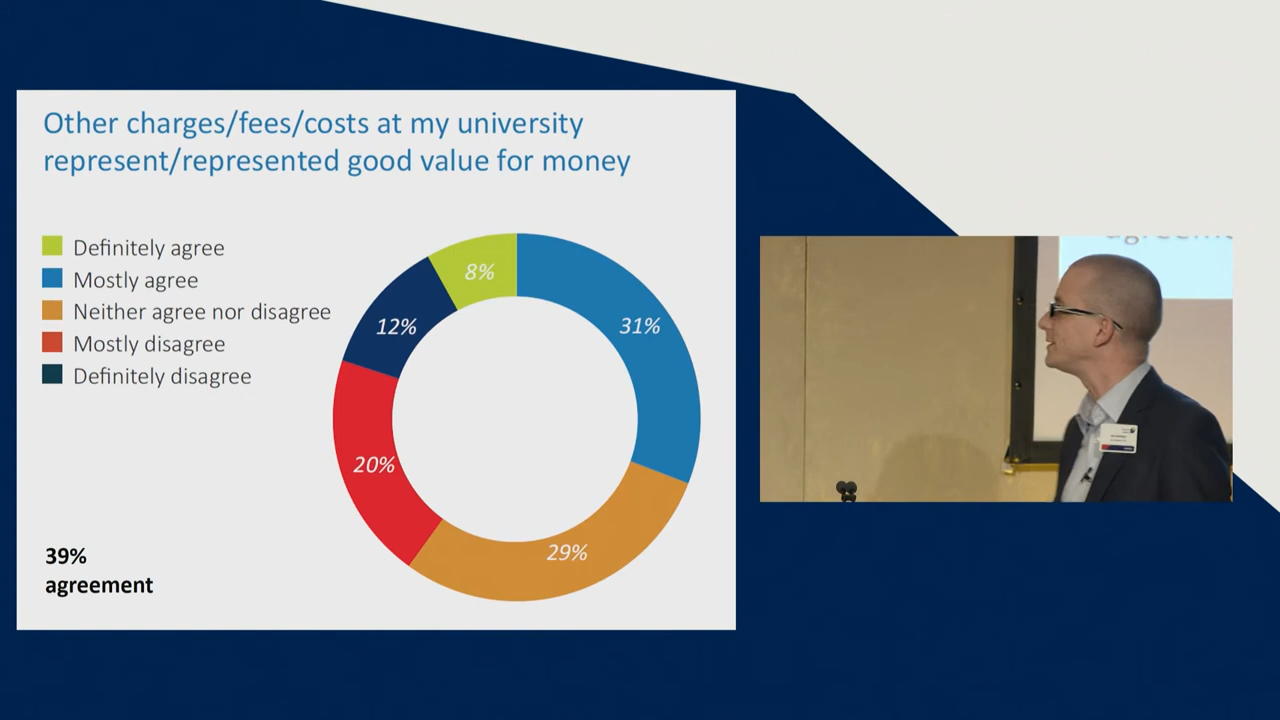 Other charges/fees/costs at my university
represent/represented good value for money
Definitely agree
Mostly agree
Neither agree nor disagree
Mostly disagree
Definitely disagree
8%
31%
12%
20%
29%
39%
agreement